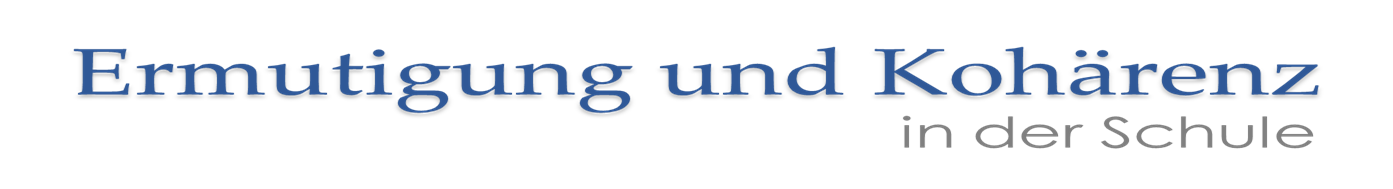 Ermutigung und Kohärenz
in der Schule